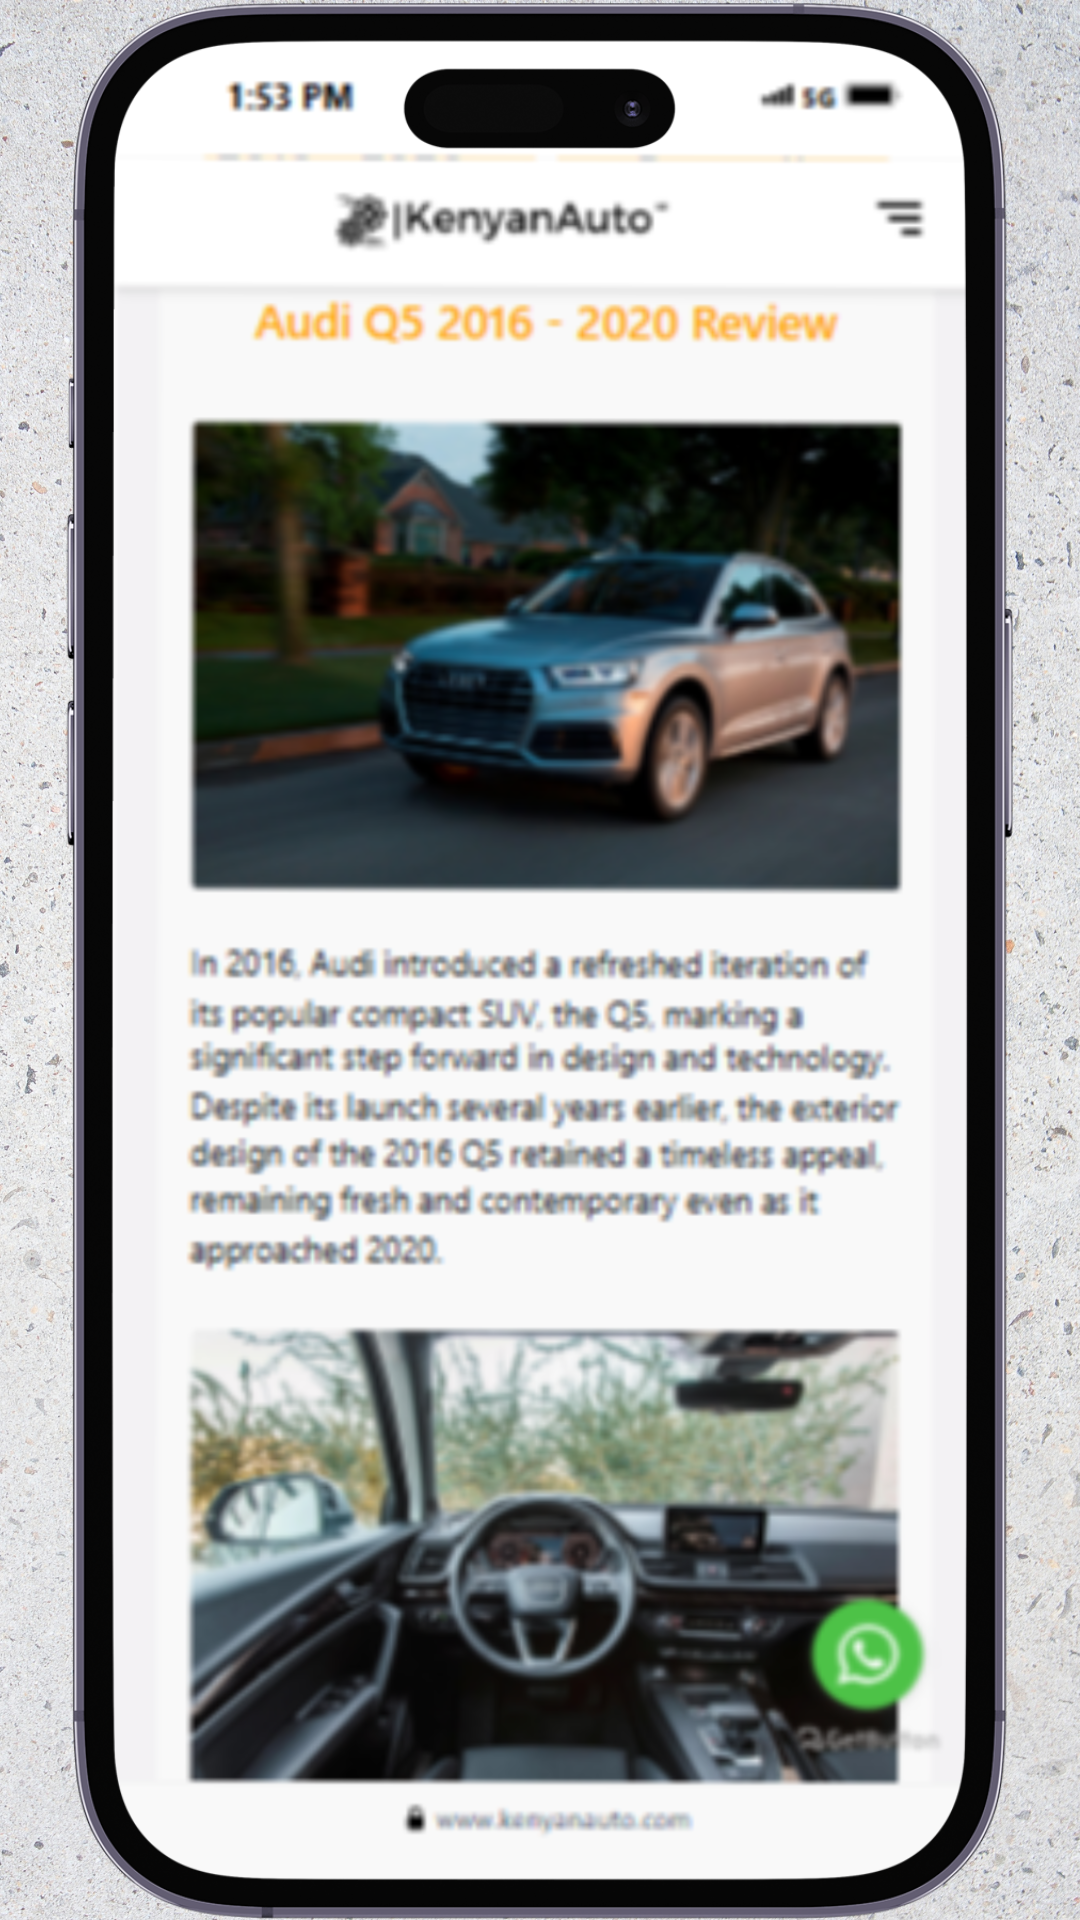 1:53 PM
5G
|KenyanAuto
Audi Q5 2016 - 2020 Review
In 2016, Audi introduced a refreshed iteration of
its popular compact SUV, the Q5, marking a
significant step forward in design and technology.
Despite its launch several years earlier, the exterior
design of the 2016 Q5 retained a timeless appeal,
remaining fresh and contemporary even as it
approached 2020.
GetButton
www.kenyanauto.com